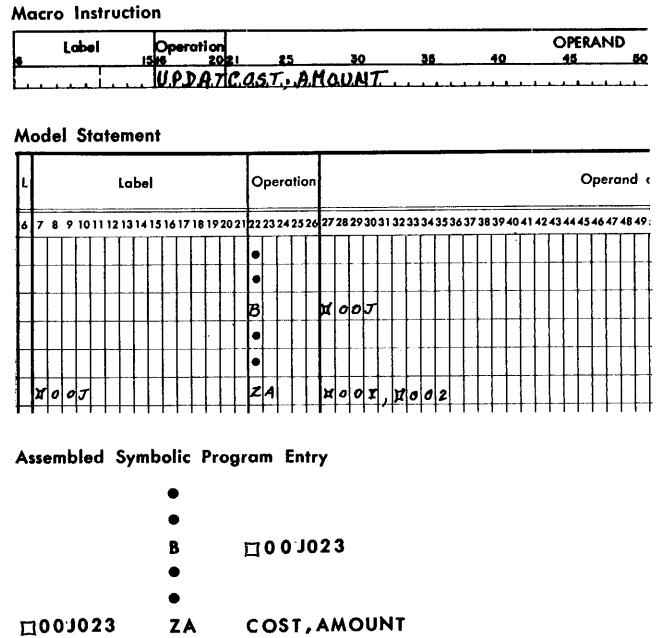 Macro Instruction
Label Operation OPERAND
6 15 16 20 21 25 30 35 40 45 50
UPDAT COST, AMOUNT
Model Statement
L Label Operation Operand
6 7 8 9 10 11 12 13 14 15 16 17 18 19 20 21 22 23 24 25 26 27 28 29 30 31 32 33 34 35 36 37 38 39 40 41 42 43 44 45 46 47 48 49
●
●
B ¤00J
●
●
¤00J ZA ¤001, ¤002
Assembled Symbolic Program Entry
●
●
B ¤00J023
●
●
¤00J023 ZA COST, AMOUNT